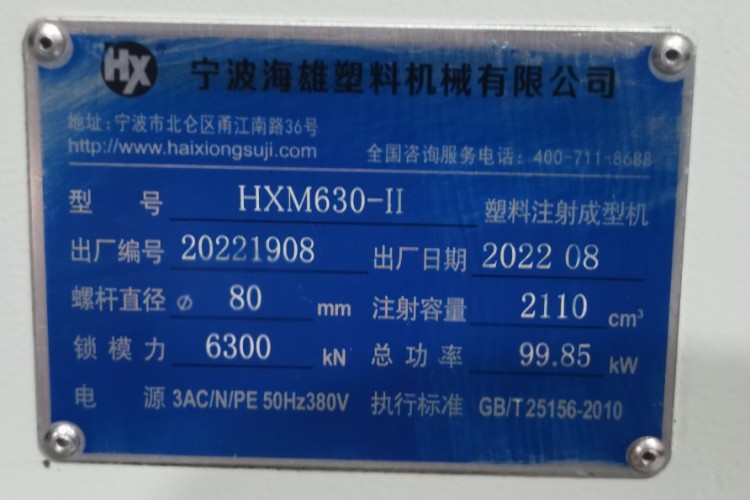 HX 宁波海雄塑料机械有限公司
地址:宁波市北仑区甬江南路36号
http://www.haixiongsuji.com 全国咨询服务电话:400-711-8688
型 号 HXM630-II 塑料注射成型机
出厂编号 20221908 出厂日期 2022 08
螺杆直径 ø 80 mm 注射容量 2110 cm³
锁 模 力 6300 kN 总 功 率 99.85 kW
电 源 3AC/N/PE 50Hz380V 执行标准 GB/T25156-2010